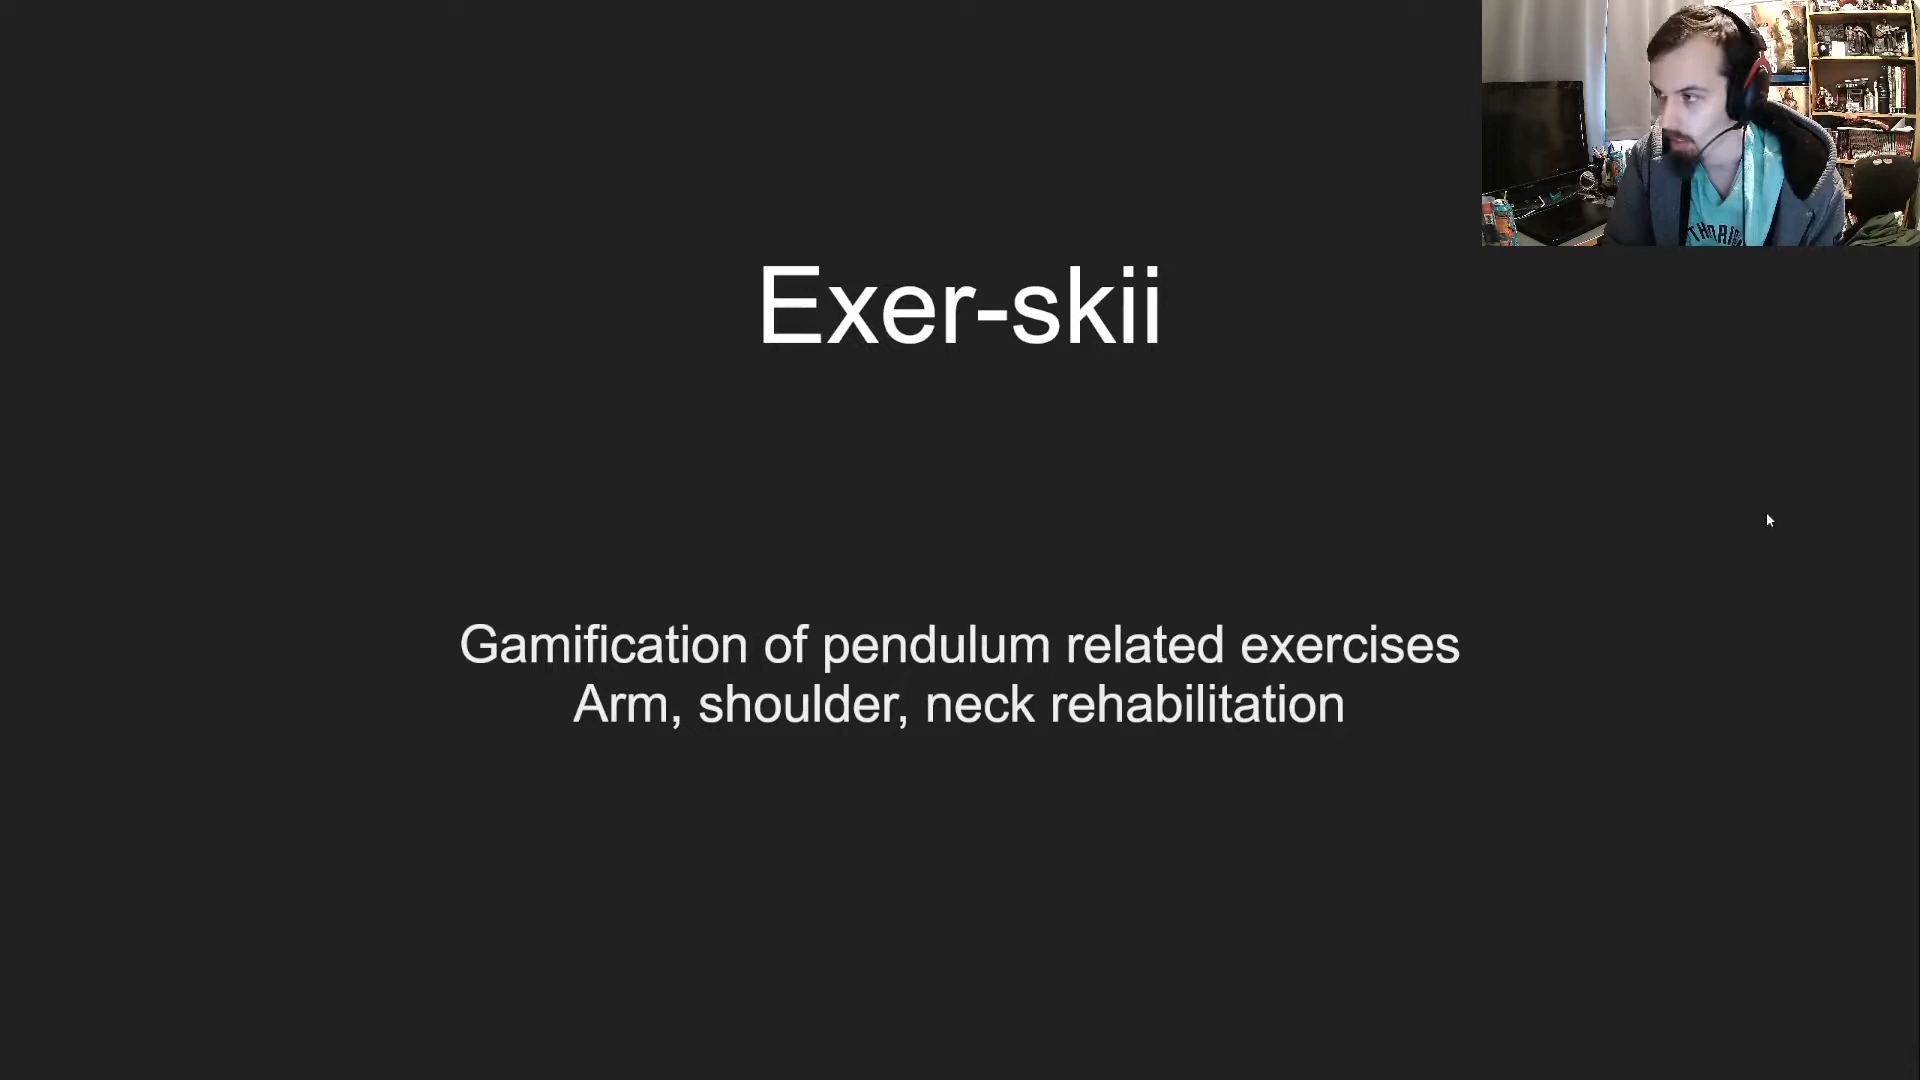 Exer-skii
Gamification of pendulum related exercises
Arm, shoulder, neck rehabilitation